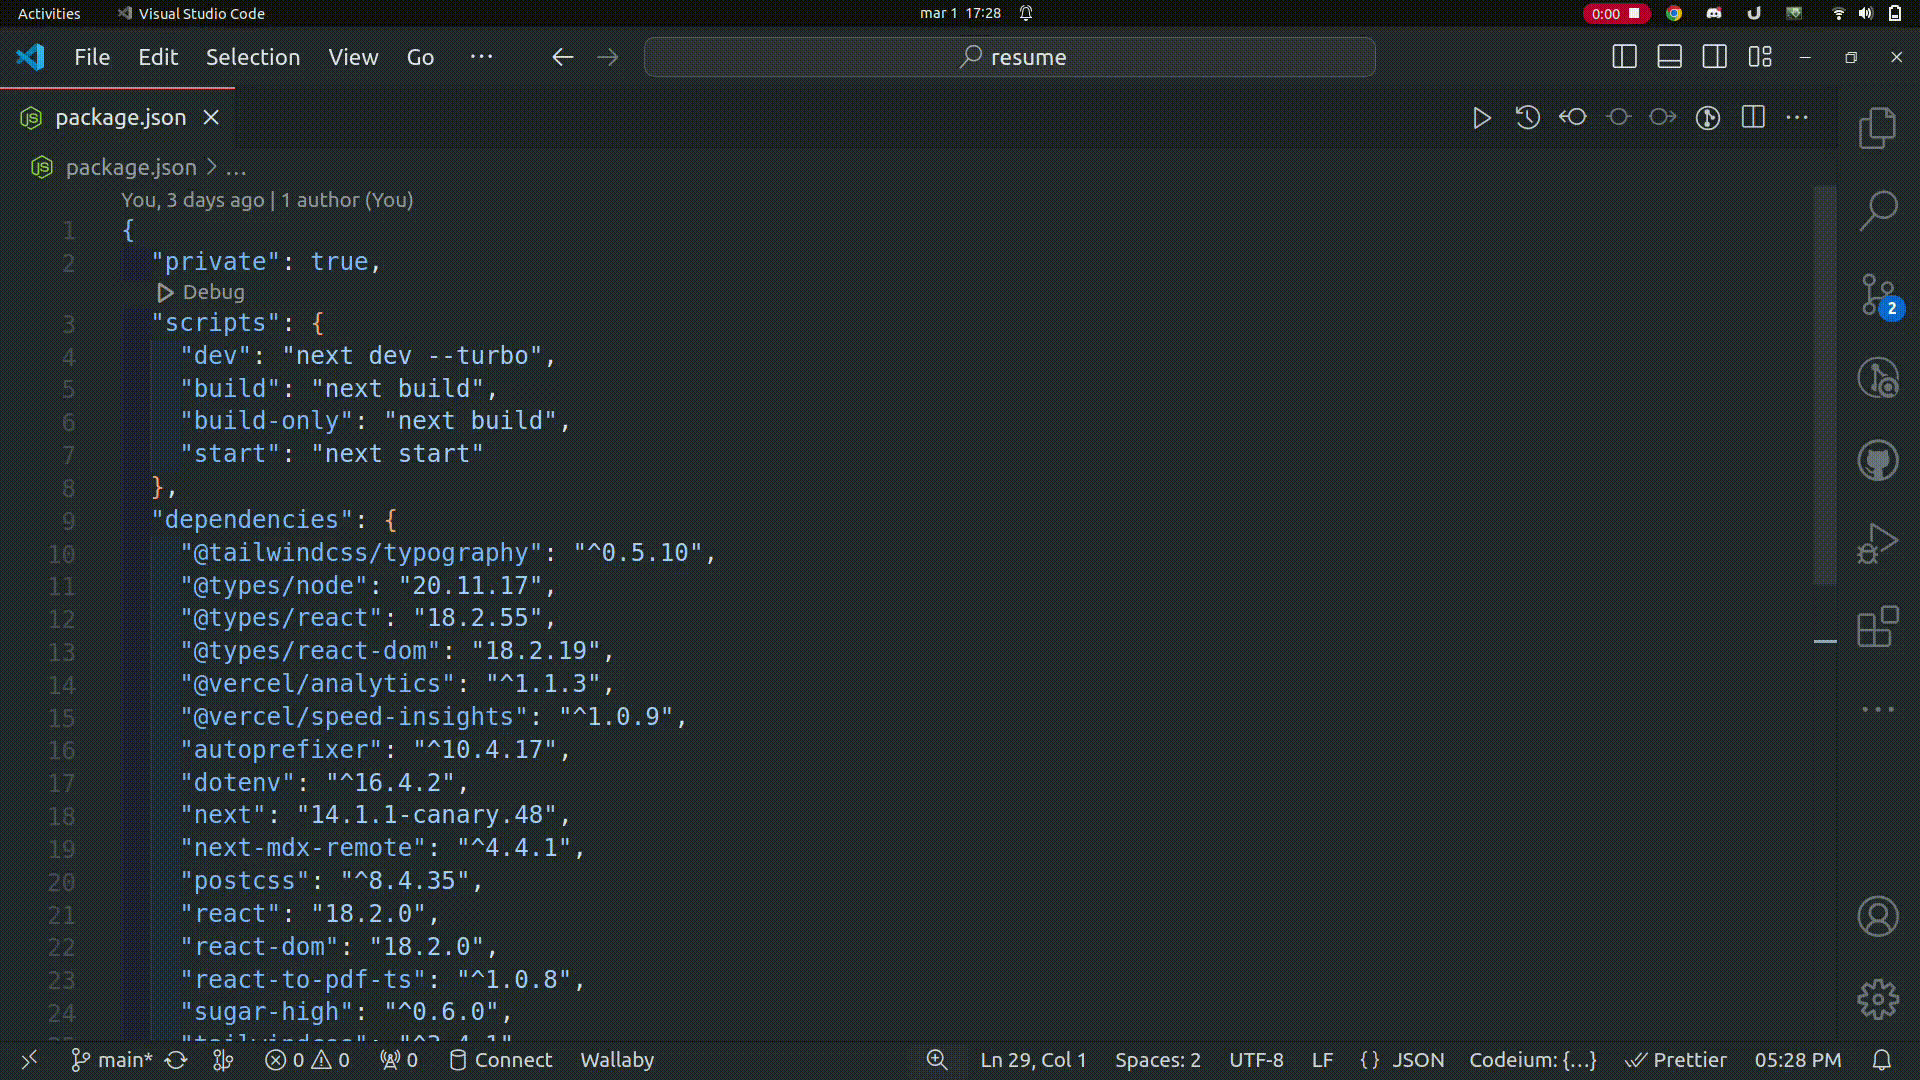 Activities Visual Studio Code mar 1 17:28 0:00
File Edit Selection View Go ··· resume
package.json
package.json > ...
You, 3 days ago | 1 author (You)
1 {
2 "private": true,
Debug
3 "scripts": {
4 "dev": "next dev --turbo",
5 "build": "next build",
6 "build-only": "next build",
7 "start": "next start"
8 },
9 "dependencies": {
10 "@tailwindcss/typography": "^0.5.10",
11 "@types/node": "20.11.17",
12 "@types/react": "18.2.55",
13 "@types/react-dom": "18.2.19",
14 "@vercel/analytics": "^1.1.3",
15 "@vercel/speed-insights": "^1.0.9",
16 "autoprefixer": "^10.4.17",
17 "dotenv": "^16.4.2",
18 "next": "14.1.1-canary.48",
19 "next-mdx-remote": "^4.4.1",
20 "postcss": "^8.4.35",
21 "react": "18.2.0",
22 "react-dom": "18.2.0",
23 "react-to-pdf-ts": "^1.0.8",
24 "sugar-high": "^0.6.0",
2
main* 0 0 0 Connect Wallaby Ln 29, Col 1 Spaces: 2 UTF-8 LF {} JSON Codeium: {...} Prettier 05:28 PM